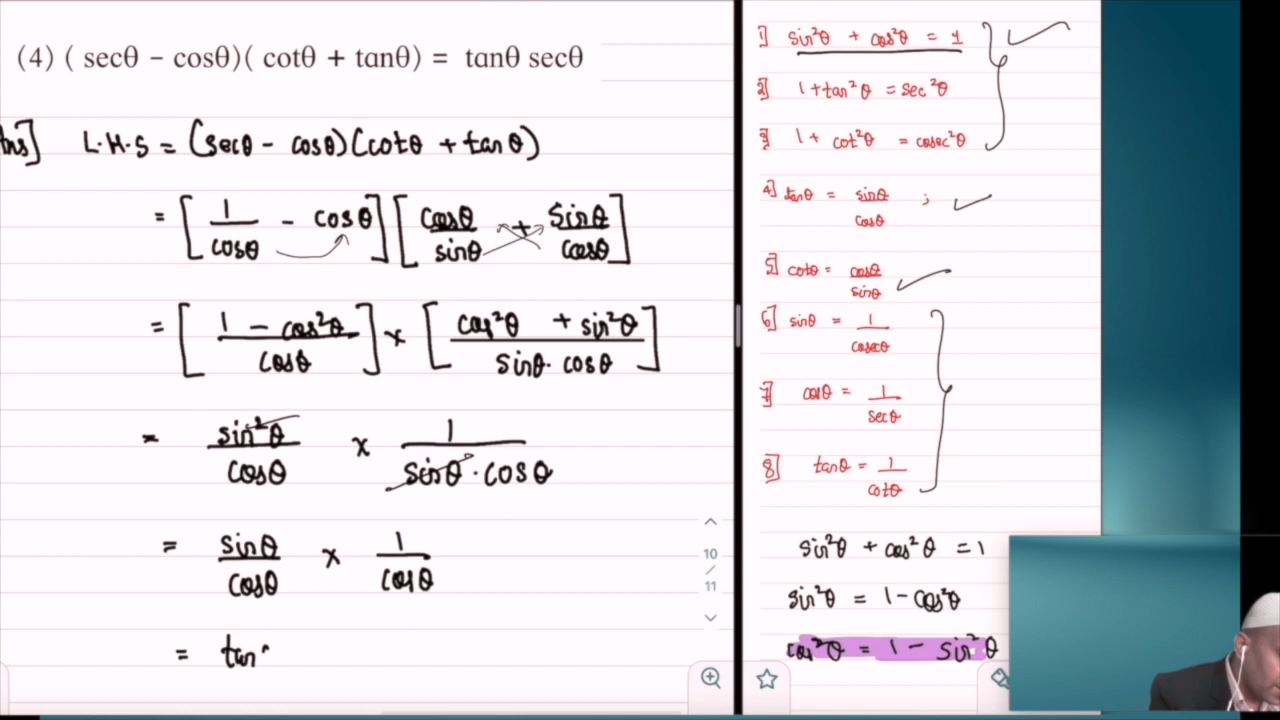 (4) ( secθ − cosθ)( cotθ + tanθ) = tanθ secθ
L.H.S = (secθ - cosθ)(cotθ + tanθ)
= [1/cosθ - cosθ] [cosθ/sinθ + sinθ/cosθ]
= [1 - cos²θ/cosθ] x [cos²θ + sin²θ/sinθ. cosθ]
= sin²θ/cosθ x 1/sinθ . cosθ
= sinθ/cosθ x 1/cosθ
= tan
10
/
11
1] sin²θ + cos²θ = 1
2] 1 + tan²θ = sec²θ
3] 1 + cot²θ = cosec²θ
4] tanθ = sinθ/cosθ ;
5] cotθ = cosθ/sinθ
6] sinθ = 1/cosecθ
7] cosθ = 1/secθ
8] tanθ = 1/cotθ
sin²θ + cos²θ = 1
sin²θ = 1 - cos²θ
cos²θ = 1 - sin²θ